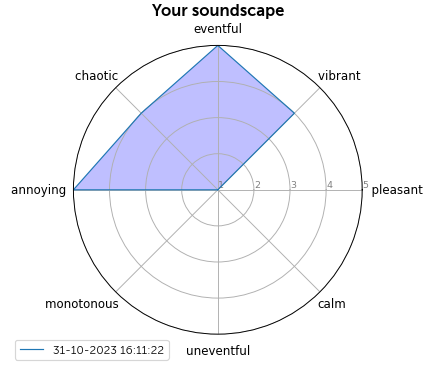 Your soundscape
eventful
chaotic
vibrant
annoying
1 2 3 4 5
pleasant
monotonous
calm
uneventful
31-10-2023 16:11:22